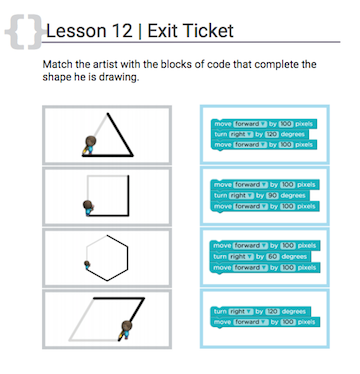 { }
Lesson 12 | Exit Ticket
Match the artist with the blocks of code that complete the
shape he is drawing.
move forward by 100 pixels
turn right by 120 degrees
move forward by 100 pixels
move forward by 100 pixels
turn right by 90 degrees
move forward by 100 pixels
move forward by 100 pixels
turn right by 60 degrees
move forward by 100 pixels
turn right by 120 degrees
move forward by 100 pixels